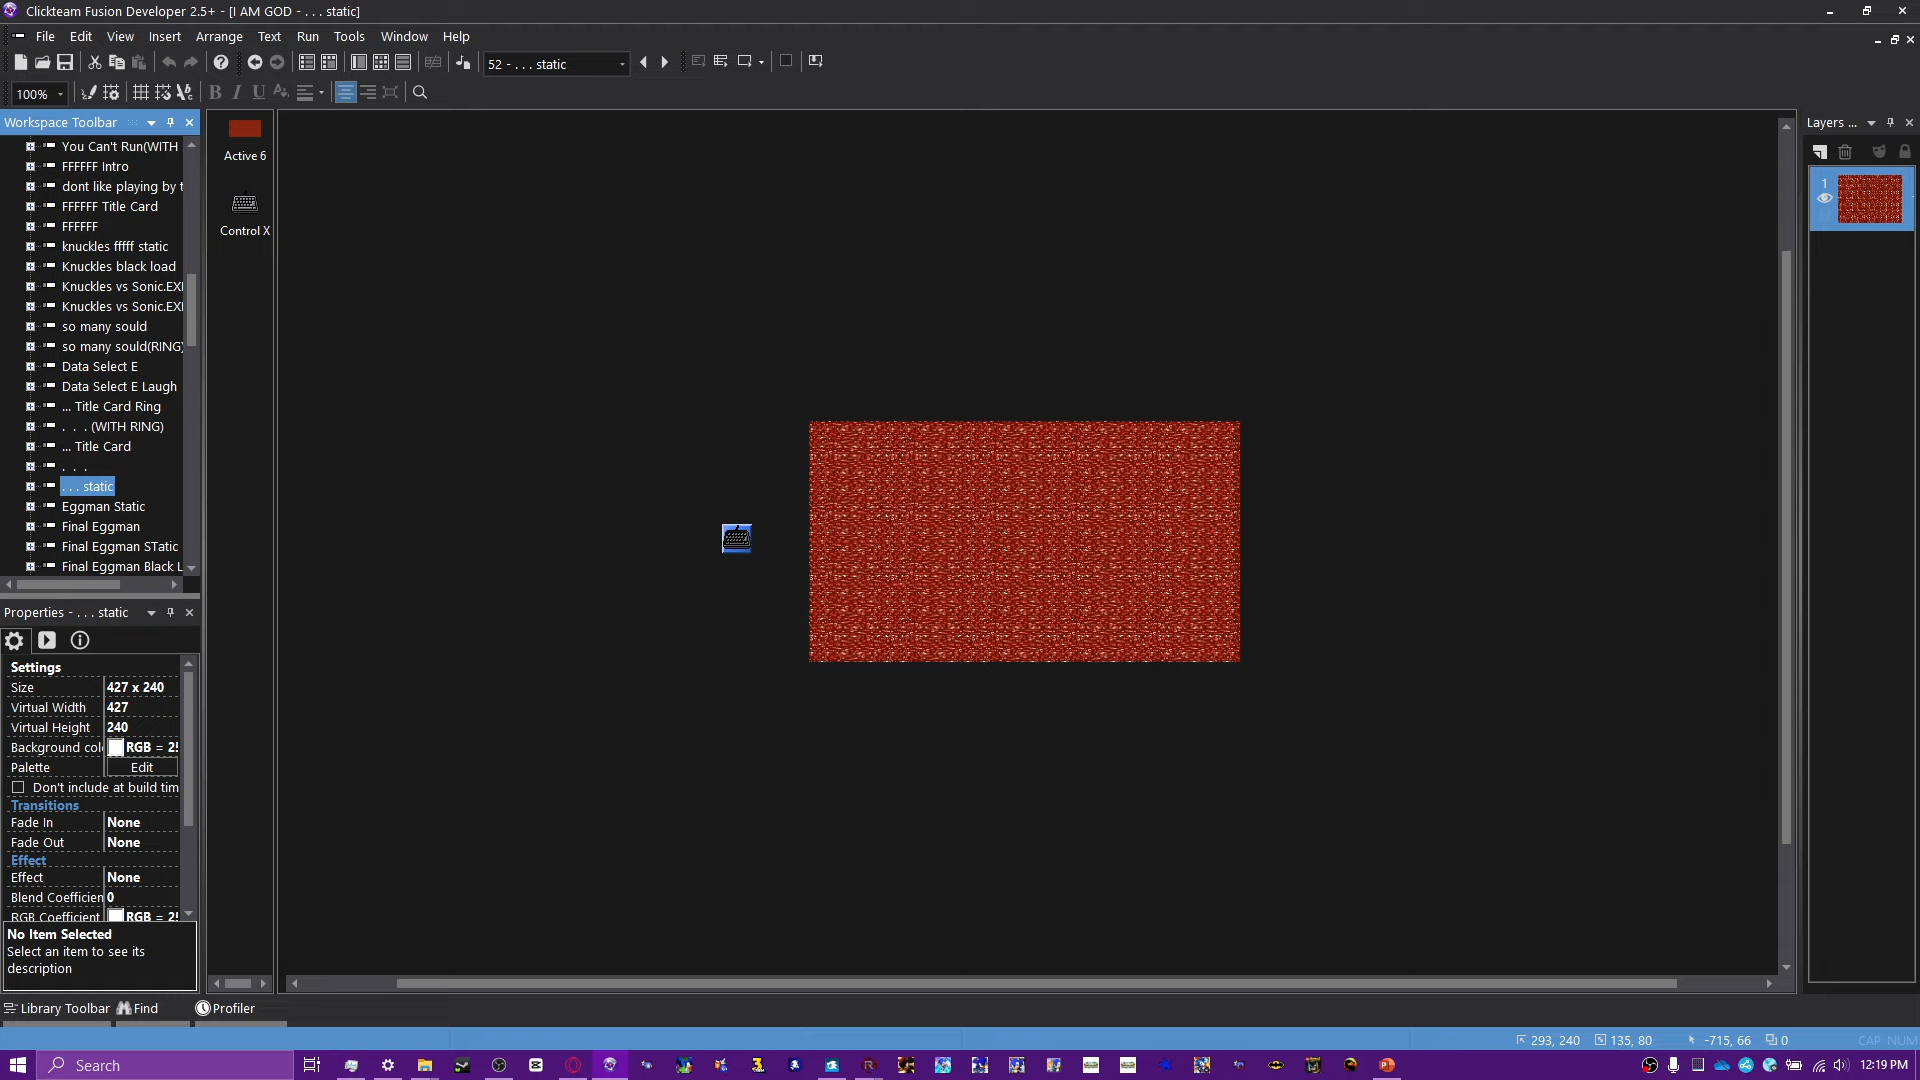 Clickteam Fusion Developer 2.5+ - [I AM GOD - . . . static]
File Edit View Insert Arrange Text Run Tools Window Help
52 - . . . static
100%
B I U
Workspace Toolbar
You Can't Run(WITH
FFFFFF Intro
dont like playing by t
FFFFFF Title Card
FFFFFF
knuckles fffff static
Knuckles black load
Knuckles vs Sonic.EXI
Knuckles vs Sonic.EXI
so many sould
so many sould(RING)
Data Select E
Data Select E Laugh
... Title Card Ring
. . . (WITH RING)
... Title Card
. . .
. . . static
Eggman Static
Final Eggman
Final Eggman STatic
Final Eggman Black L
Active 6
Control X
Layers ...
1
Properties - . . . static
Settings
Size 427 x 240
Virtual Width 427
Virtual Height 240
Background col RGB = 25
Palette Edit
Don't include at build tim
Transitions
Fade In None
Fade Out None
Effect
Effect None
Blend Coefficien 0
RGB Coefficient RGB = 25
No Item Selected
Select an item to see its
description
Library Toolbar Find Profiler
293, 240 135, 80 -715, 66 0 CAP NUM
Search
12:19 PM